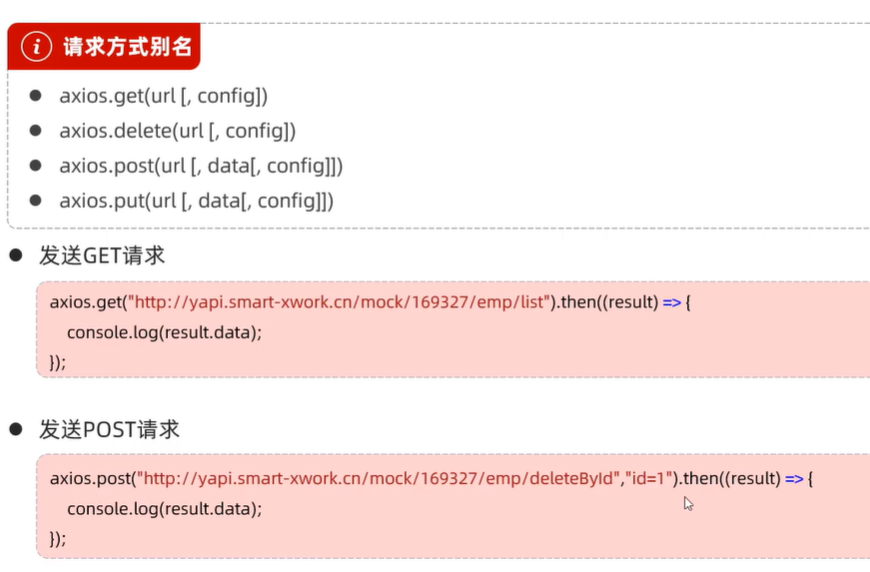 请求方式别名
axios.get(url [, config])
axios.delete(url [, config])
axios.post(url [, data[, config]])
axios.put(url [, data[, config]])
发送GET请求
axios.get("http://yapi.smart-xwork.cn/mock/169327/emp/list").then((result) => {
console.log(result.data);
});
发送POST请求
axios.post("http://yapi.smart-xwork.cn/mock/169327/emp/deleteById","id=1").then((result) => {
console.log(result.data);
});